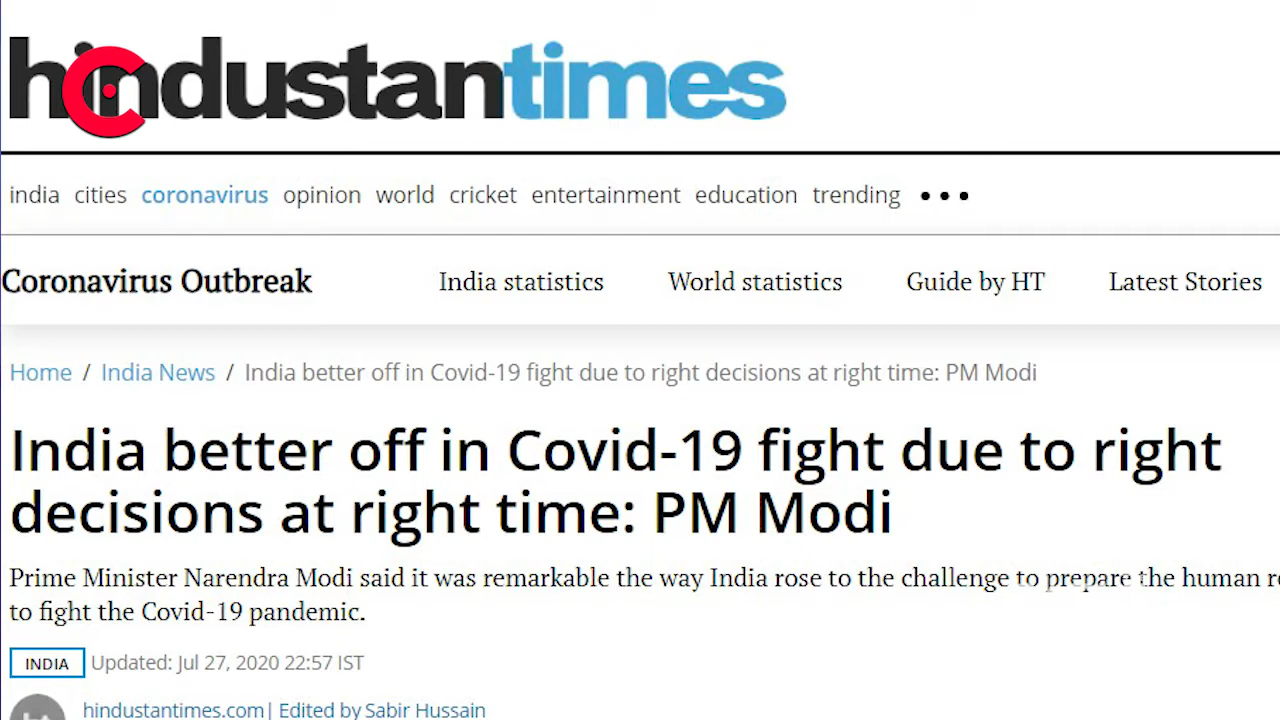 hindustantimes
india cities coronavirus opinion world cricket entertainment education trending
Coronavirus Outbreak India statistics World statistics Guide by HT Latest Stories
Home / India News / India better off in Covid-19 fight due to right decisions at right time: PM Modi
India better off in Covid-19 fight due to right
decisions at right time: PM Modi
Prime Minister Narendra Modi said it was remarkable the way India rose to the challenge to prepare the human
to fight the Covid-19 pandemic.
INDIA Updated: Jul 27, 2020 22:57 IST
hindustantimes.com| Edited by Sabir Hussain